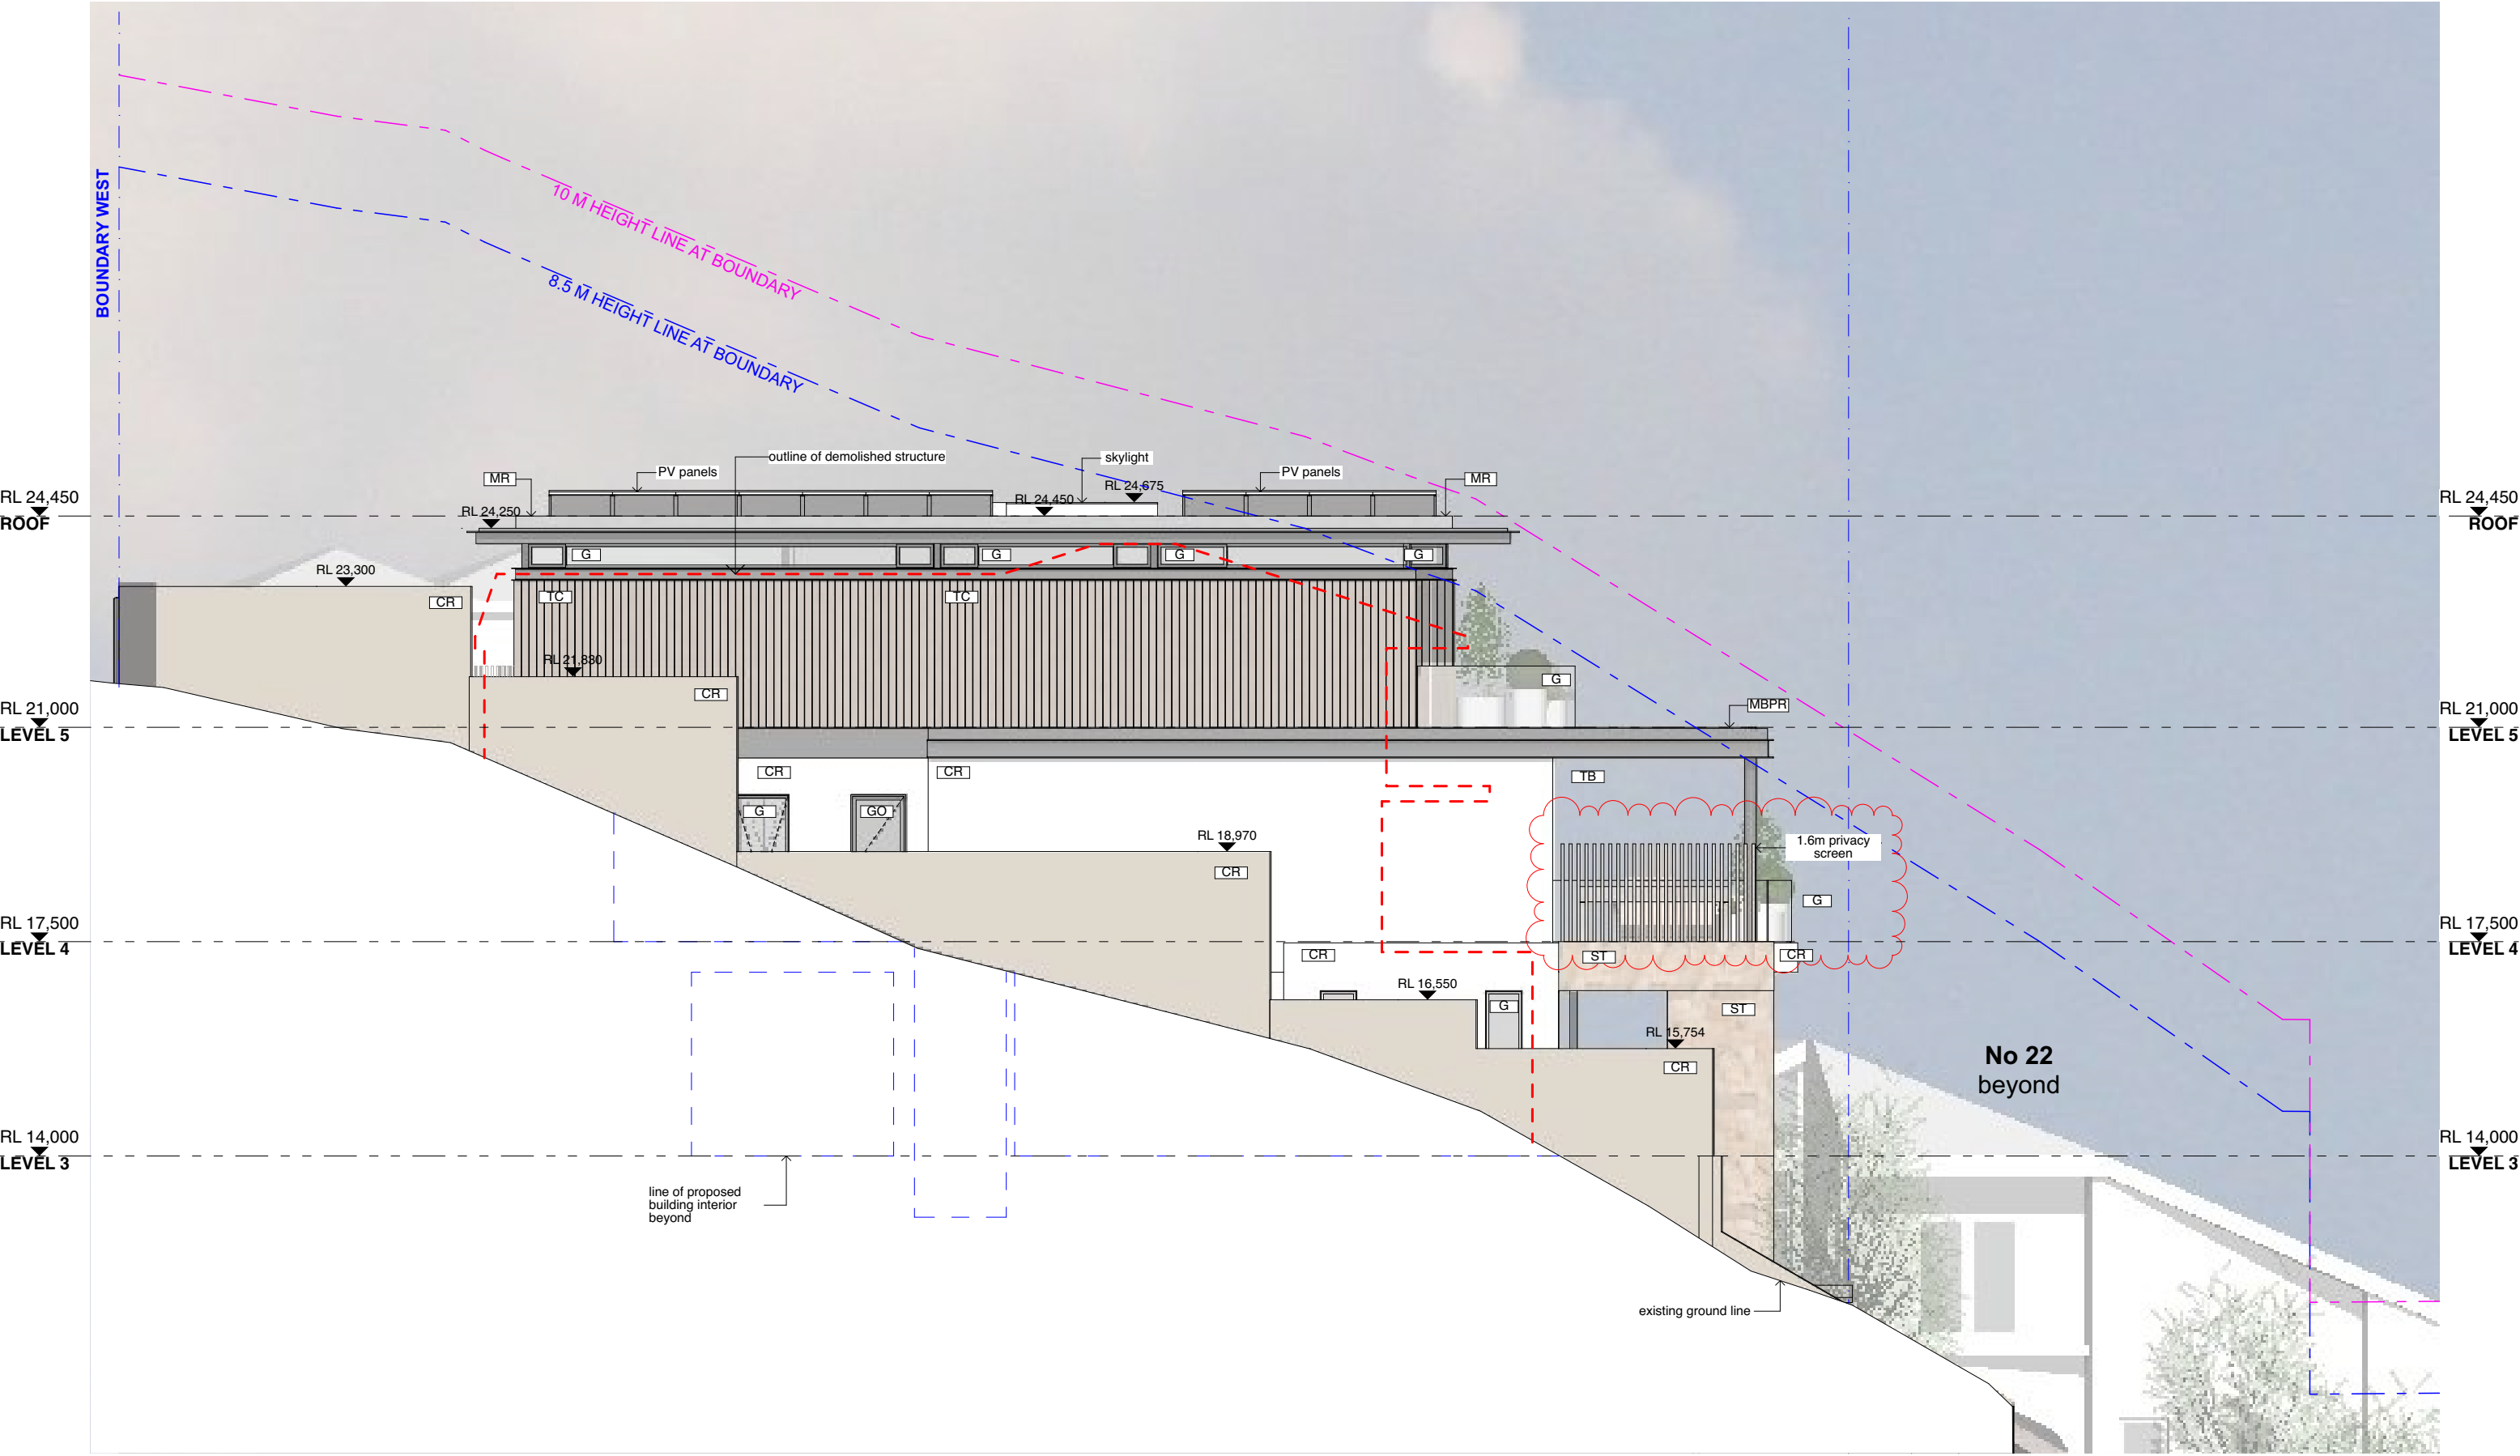 BOUNDARY WEST
10 M HEIGHT LINE AT BOUNDARY
8.5 M HEIGHT LINE AT BOUNDARY
outline of demolished structure
skylight
PV panels
PV panels
MR
MR
RL 24,675
RL 24,450
RL 24,250
RL 24,450
ROOF
RL 24,450
ROOF
G
G
G
G
RL 23,300
CR
TC
TC
RL 21,830
CR
G
MBPR
RL 21,000
LEVEL 5
RL 21,000
LEVEL 5
CR
CR
TB
G
GO
RL 18,970
1.6m privacy
screen
CR
G
RL 17,500
LEVEL 4
RL 17,500
LEVEL 4
CR
ST
CR
RL 16,550
G
ST
RL 15,754
CR
No 22
beyond
RL 14,000
LEVEL 3
RL 14,000
LEVEL 3
line of proposed
building interior
beyond
existing ground line